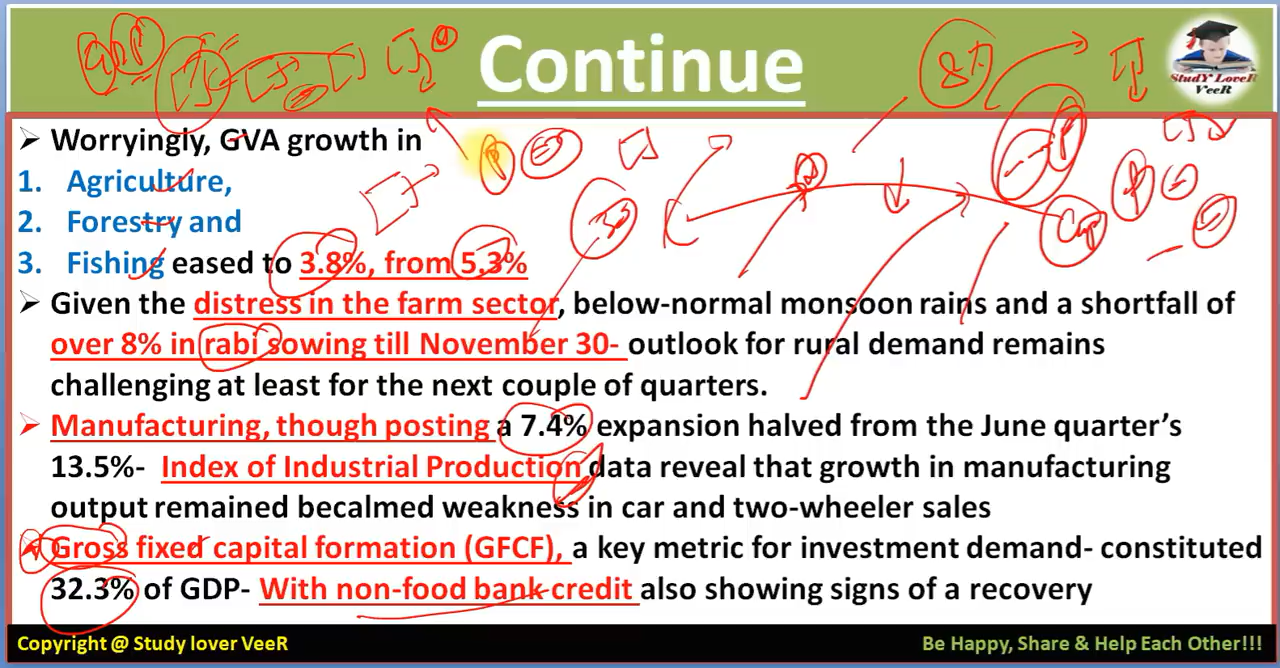 Continue
StudY LoveR
VeeR
➢ Worryingly, GVA growth in
1. Agriculture,
2. Forestry and
3. Fishing eased to 3.8%, from 5.3%
➢ Given the distress in the farm sector, below-normal monsoon rains and a shortfall of
over 8% in rabi sowing till November 30- outlook for rural demand remains
challenging at least for the next couple of quarters.
➢ Manufacturing, though posting a 7.4% expansion halved from the June quarter's
13.5%- Index of Industrial Production data reveal that growth in manufacturing
output remained becalmed weakness in car and two-wheeler sales
➢ Gross fixed capital formation (GFCF), a key metric for investment demand- constituted
32.3% of GDP- With non-food bank credit also showing signs of a recovery
Copyright @ Study lover VeeR
Be Happy, Share & Help Each Other!!!